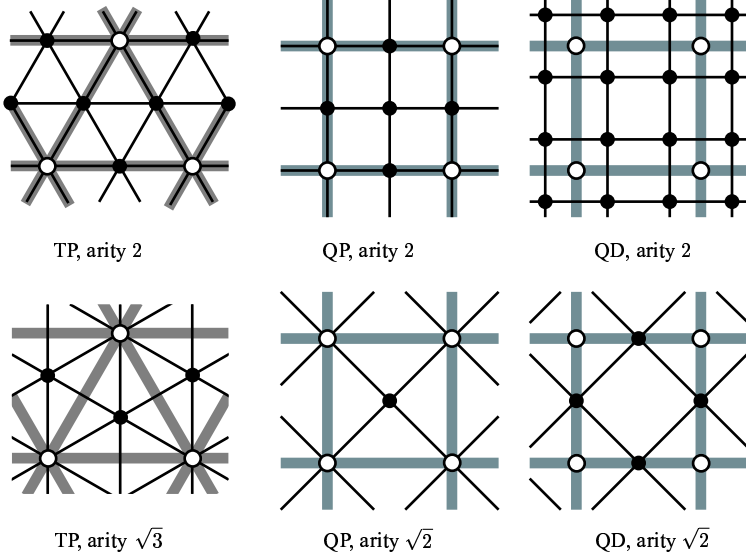 TP, arity 2
QP, arity 2
QD, arity 2
TP, arity √3
QP, arity √2
QD, arity √2